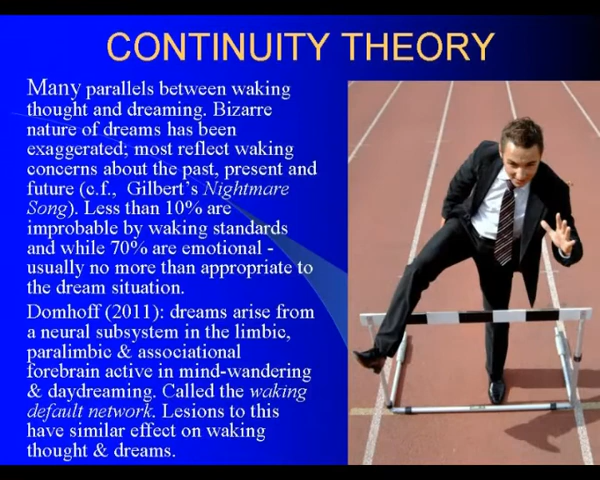 CONTINUITY THEORY
Many parallels between waking
thought and dreaming. Bizarre
nature of dreams has been
exaggerated; most reflect waking
concerns about the past, present and
future (c.f., Gilbert's Nightmare
Song). Less than 10% are
improbable by waking standards
and while 70% are emotional -
usually no more than appropriate to
the dream situation.
Domhoff (2011): dreams arise from
a neural subsystem in the limbic,
paralimbic & associational
forebrain active in mind-wandering
& daydreaming. Called the waking
default network. Lesions to this
have similar effect on waking
thought & dreams.